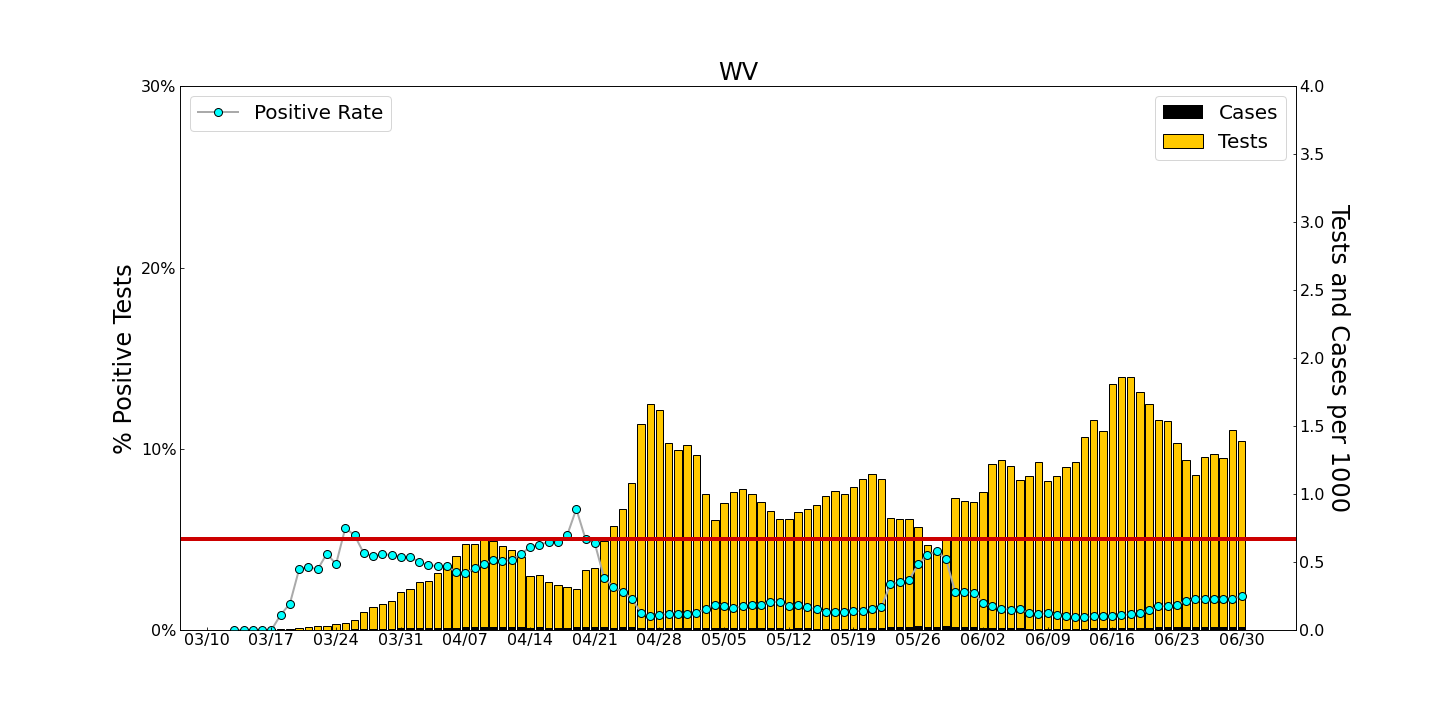 WV
30%
20%
10%
0%
% Positive Tests
Positive Rate
Cases
Tests
4.0
3.5
3.0
2.5
2.0
1.5
1.0
0.5
0.0
Tests and Cases per 1000
03/10 03/17 03/24 03/31 04/07 04/14 04/21 04/28 05/05 05/12 05/19 05/26 06/02 06/09 06/16 06/23 06/30